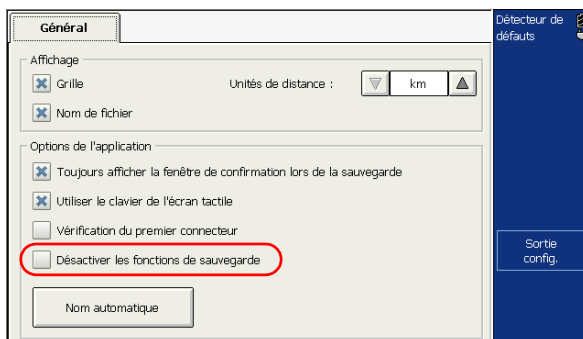 Général
Détecteur de
défauts
Affichage
Grille
Unités de distance :
km
Nom de fichier
Options de l'application
Toujours afficher la fenêtre de confirmation lors de la sauvegarde
Utiliser le clavier de l'écran tactile
Vérification du premier connecteur
Désactiver les fonctions de sauvegarde
Sortie
config.
Nom automatique